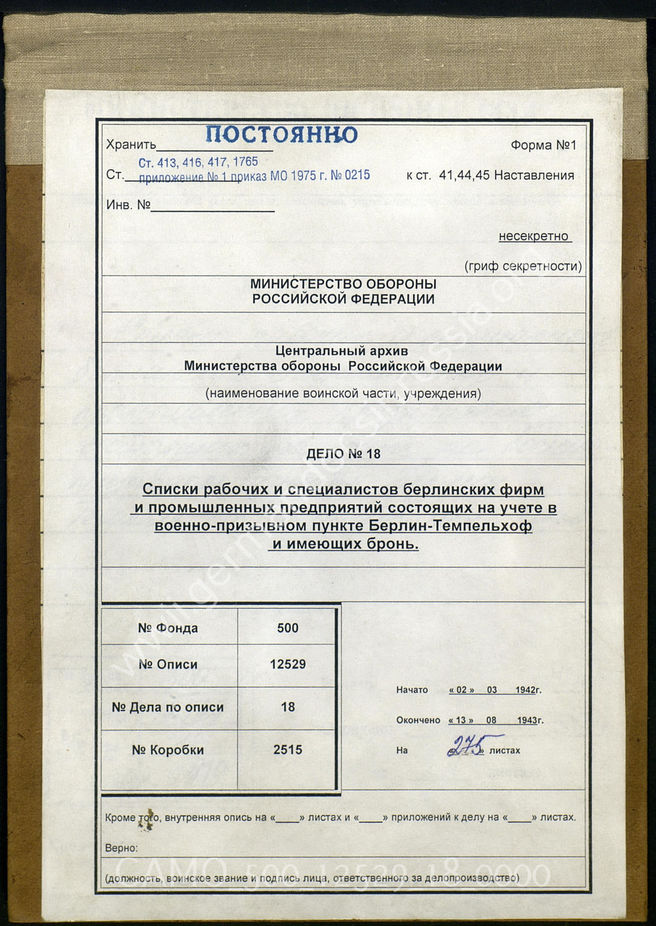 Хранить ПОСТОЯННО Форма №1
Ст. 413, 416, 417, 1765
Ст. приложение № 1 приказ МО 1975 г. № 0215 к ст. 41,44,45 Наставления
Инв. №
несекретно
(гриф секретности)
МИНИСТЕРСТВО ОБОРОНЫ
РОССИЙСКОЙ ФЕДЕРАЦИИ
Центральный архив
Министерства обороны Российской Федерации
(наименование воинской части, учреждения)
ДЕЛО № 18
Списки рабочих и специалистов берлинских фирм
и промышленных предприятий состоящих на учете в
военно-призывном пункте Берлин-Темпельхоф
и имеющих бронь.
№ Фонда 500
№ Описи 12529
№ Дела по описи 18
№ Коробки 2515
Начато « 02 » 03 1942г.
Окончено « 13 » 08 1943г.
На « 275 » листах
Кроме того, внутренняя опись на «____» листах и «____» приложений к делу на «____» листах.
Верно:
(должность, воинское звание и подпись лица, ответственного за делопроизводство)